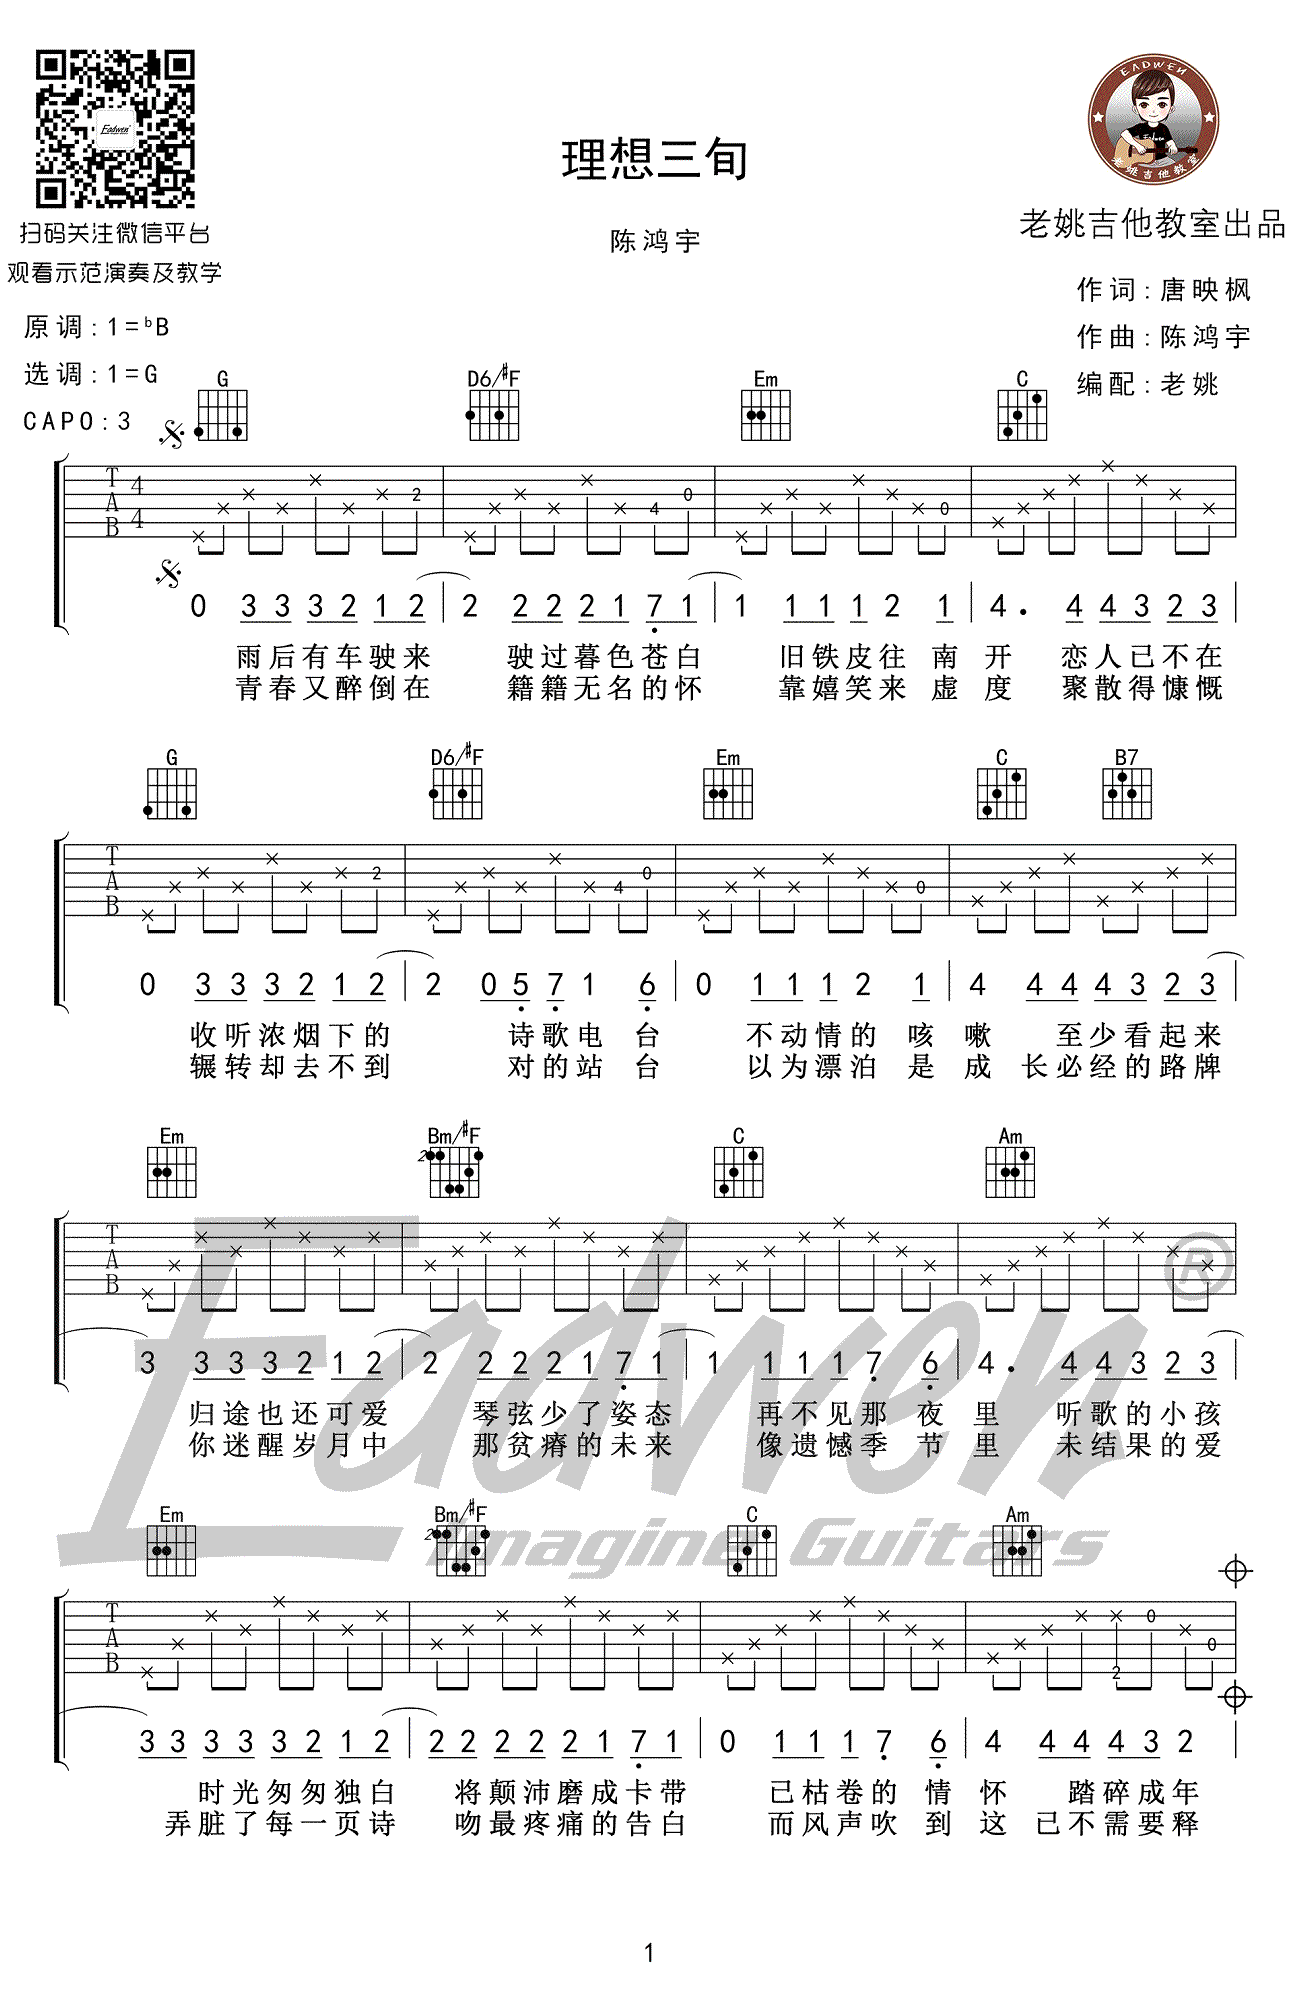 理想三旬
陈鸿宇
Eadwen
扫码关注微信平台
观看示范演奏及教学
EADWEN
Eadwen
老姚吉他教室
老姚吉他教室出品
作词:唐映枫
作曲:陈鸿宇
编配:老姚
原调:1=ᵇB
选调:1=G
CAPO:3
G D6/#F Em C
T A B 4 4 2 4 0 0
0 3 3 3 2 1 2 | 2 2 2 2 1 7 1 | 1 1 1 1 2 1 | 4. 4 4 3 2 3 |
雨后有车驶来 驶过暮色苍白 旧铁皮往南开 恋人已不在
青春又醉倒在 籍籍无名的怀 靠嬉笑来虚度 聚散得慷慨
G D6/#F Em C B7
T A B 2 4 0 0
0 3 3 3 2 1 2 | 2 0 5 7 1 6 | 0 1 1 1 2 1 | 4 4 4 4 3 2 3 |
收听浓烟下的 诗歌电台 不动情的咳嗽 至少看起来
辗转却去不到 对的站台 以为漂泊是成长必经的路牌
Em Bm/#F C Am
2
T A B
3 3 3 3 2 1 2 | 2 2 2 2 1 7 1 | 1 1 1 1 7 6 | 4. 4 4 3 2 3 |
归途也还可爱 琴弦少了姿态 再不见那夜里 听歌的小孩
你迷醒岁月中 那贫瘠的未来 像遗憾季节里 未结果的爱
Eadwen®
Imagine Guitars
Em Bm/#F C Am
2
T A B 2 0 0
3 3 3 3 3 2 1 2 | 2 2 2 2 2 1 7 1 | 0 1 1 1 7 6 | 4 4 4 4 3 2 |
时光匆匆独白 将颠沛磨成卡带 已枯卷的情怀 踏碎成年
弄脏了每一页诗 吻最疼痛的告白 而风声吹到这 已不需要释
1